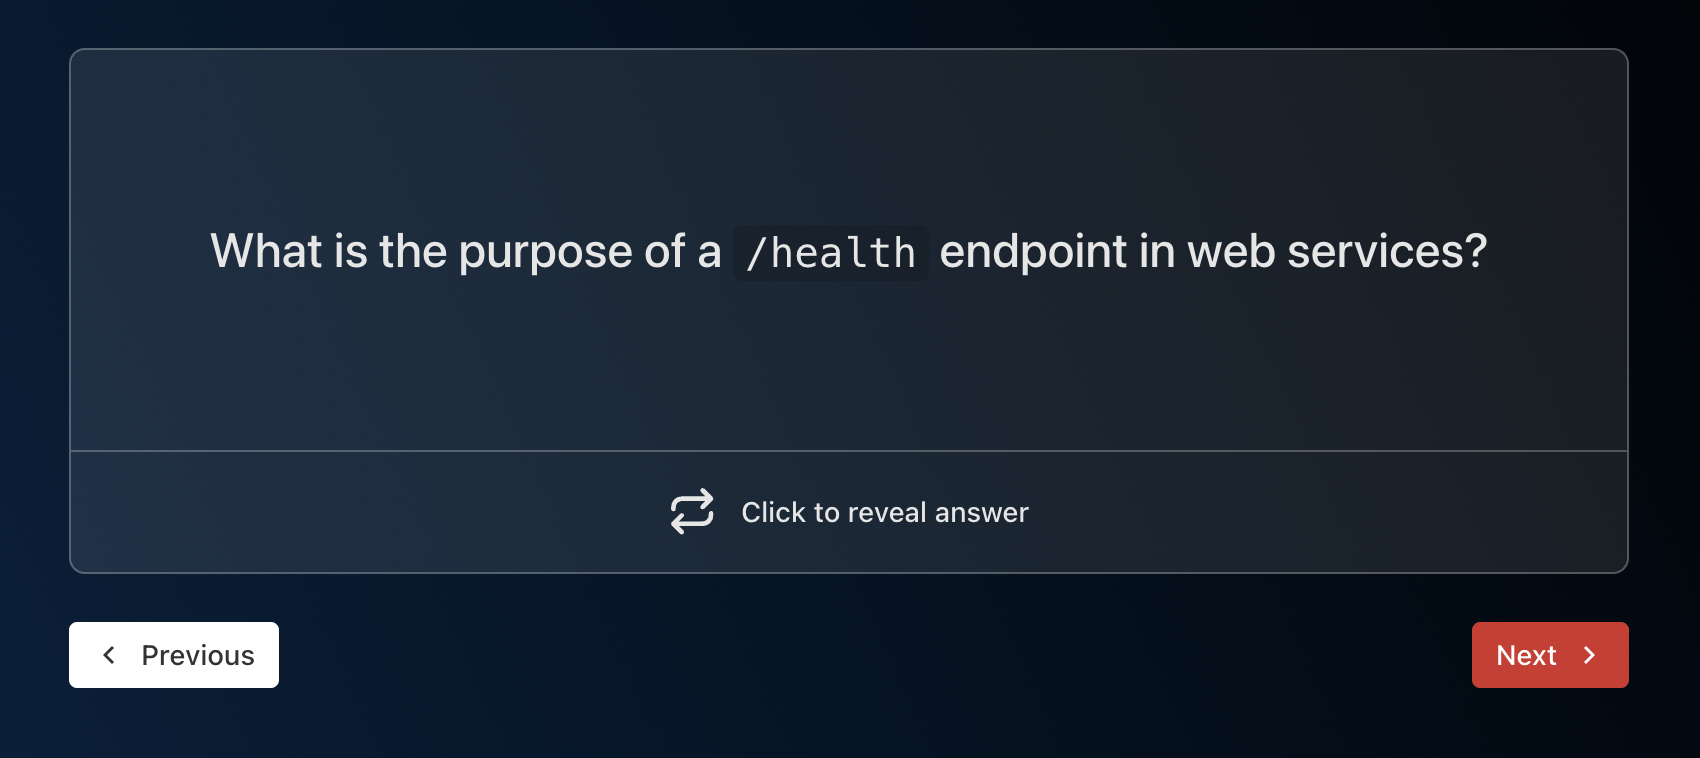 What is the purpose of a /health endpoint in web services?
Click to reveal answer
Previous
Next